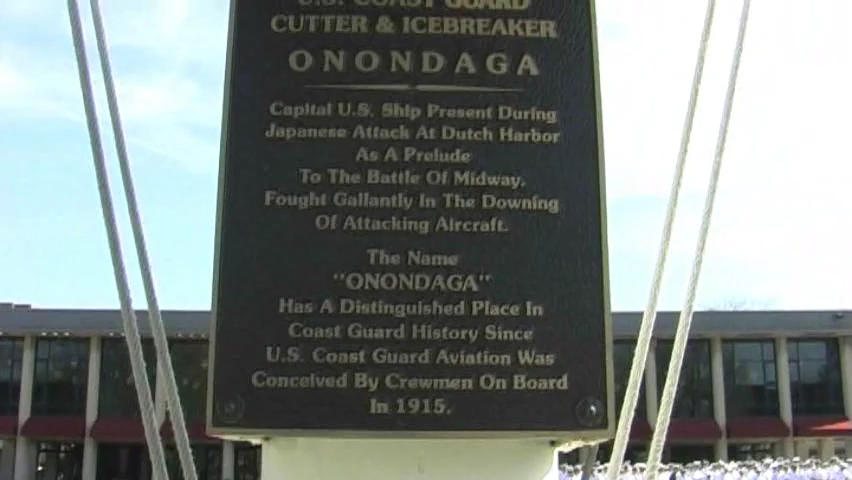 U.S. COAST GUARD
CUTTER & ICEBREAKER
ONONDAGA
Capital U.S. Ship Present During
Japanese Attack At Dutch Harbor
As A Prelude
To The Battle Of Midway.
Fought Gallantly In The Downing
Of Attacking Aircraft.
The Name
"ONONDAGA"
Has A Distinguished Place In
Coast Guard History Since
U.S. Coast Guard Aviation Was
Conceived By Crewmen On Board
In 1915.